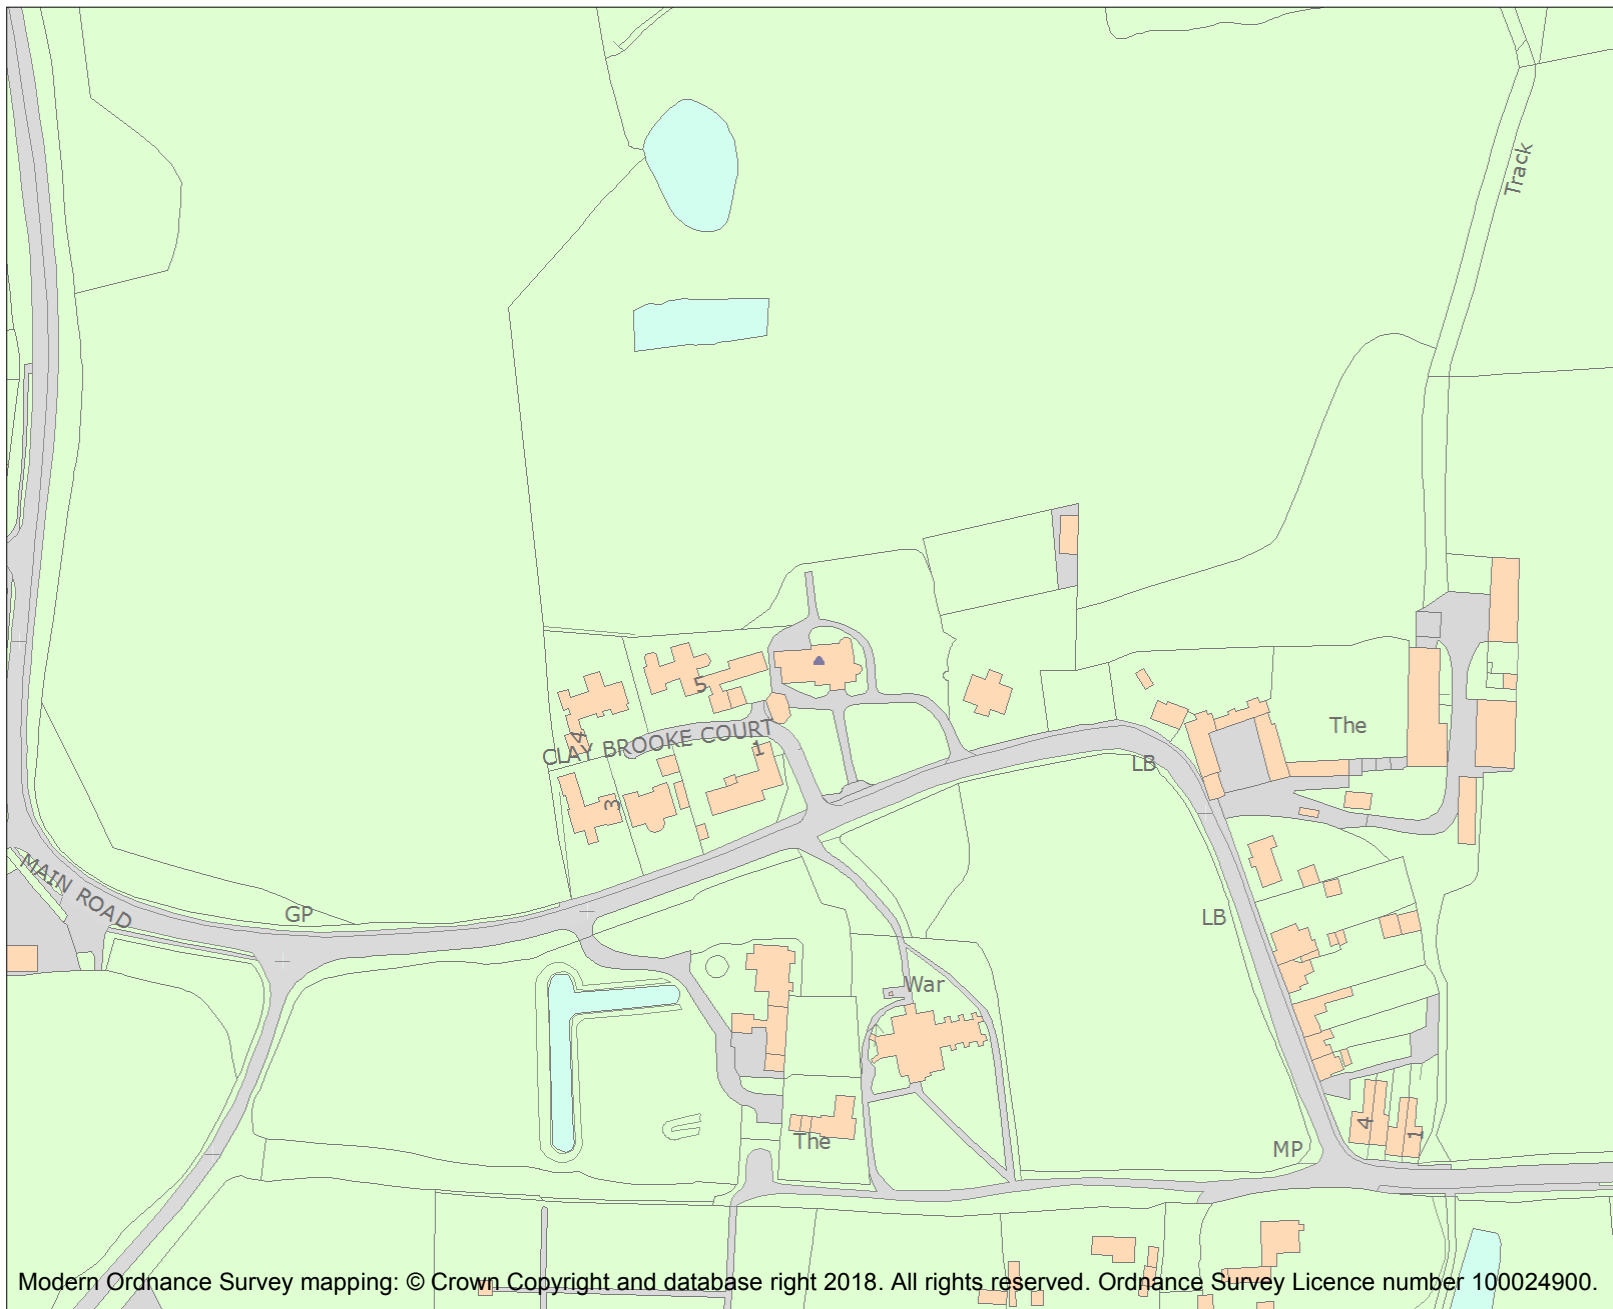 Track
5
4
CLAY BROOKE COURT
1
The
LB
3
MAIN ROAD
GP
LB
War
The
4
1
MP
Modern Ordnance Survey mapping: © Crown Copyright and database right 2018. All rights reserved. Ordnance Survey Licence number 100024900.